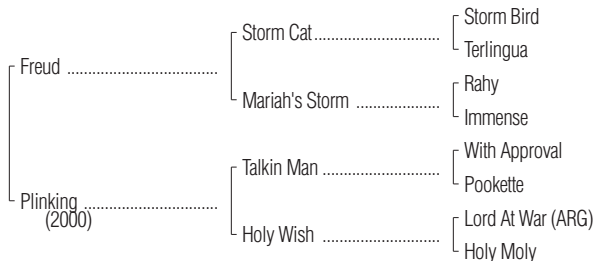 Storm Bird
Storm Cat ..............................
Terlingua
Freud ....................................
Rahy
Mariah's Storm ....................
Immense
With Approval
Talkin Man ............................
Pookette
Plinking ................................
(2000)
Lord At War (ARG)
Holy Wish ............................
Holy Moly